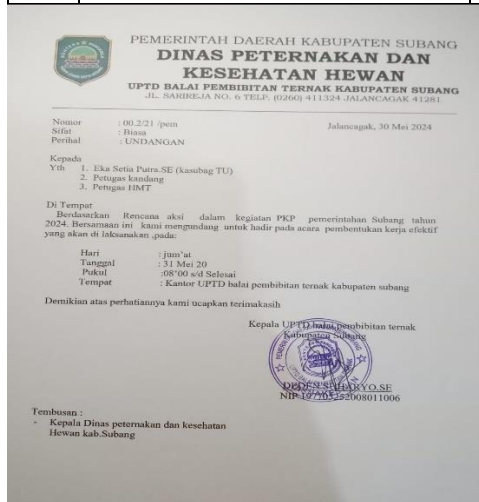 PEMERINTAH DAERAH KABUPATEN SUBANG
DINAS PETERNAKAN DAN
KESEHATAN HEWAN
UPTD BALAI PEMBIBITAN TERNAK KABUPATEN SUBANG
JL. SARIREJA NO. 6 TELP. (0260) 411324 JALANCAGAK 41281
Nomor : 00.2/21 /pem Jalancagak, 30 Mei 2024
Sifat : Biasa
Perihal : UNDANGAN
Kepada
Yth 1. Eka Setia Putra.SE (kasubag TU)
2. Petugas kandang
3. Petugas HMT
Di Tempat
Berdasarkan Rencana aksi dalam kegiatan PKP pemerintahan Subang tahun
2024. Bersamaan ini kami mengundang untuk hadir pada acara pembentukan kerja efektif
yang akan di laksanakan ,pada:
Hari : jum'at
Tanggal : 31 Mei 20
Pukul :08°00 s/d Selesai
Tempat : Kantor UPTD balai pembibitan ternak kabupaten subang
Demikian atas perhatiannya kami ucapkan terimakasih
Kepala UPTD balai pembibitan ternak
Kabupaten Subang
SUHARYO.SE
NIP
Tembusan :
- Kepala Dinas peternakan dan kesehatan
Hewan kab.Subang